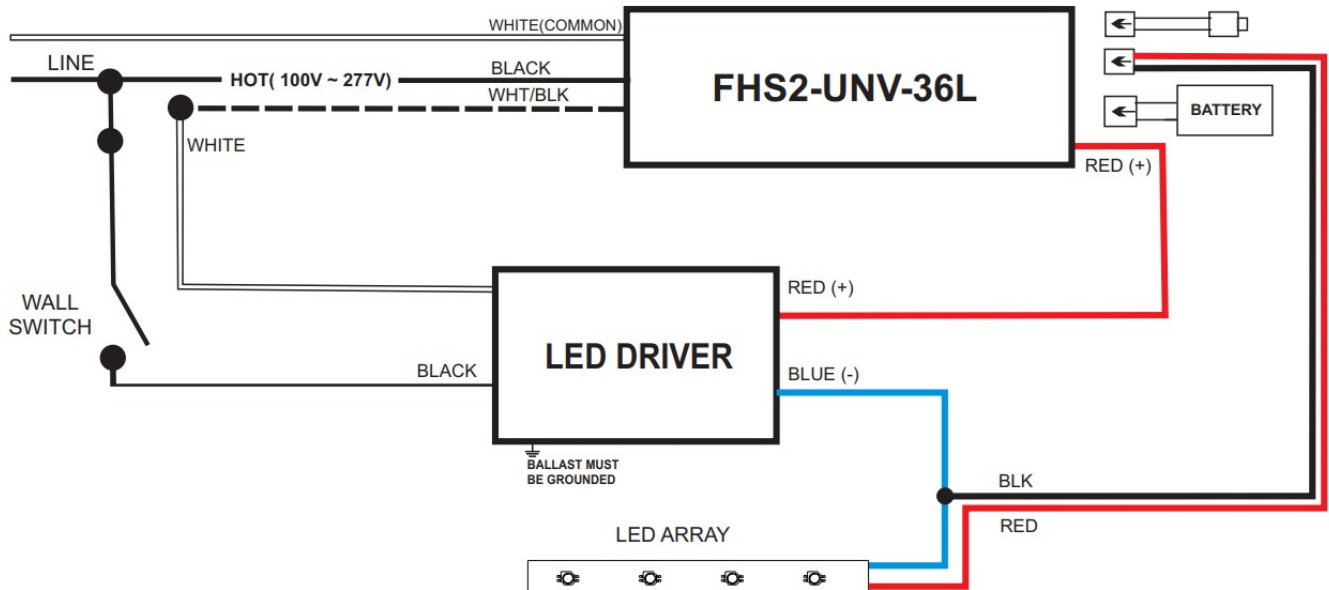 WHITE(COMMON)
LINE
HOT( 100V ~ 277V)
BLACK
WHT/BLK
FHS2-UNV-36L
BATTERY
WHITE
RED (+)
WALL
SWITCH
BLACK
LED DRIVER
RED (+)
BLUE (-)
BALLAST MUST
BE GROUNDED
BLK
RED
LED ARRAY